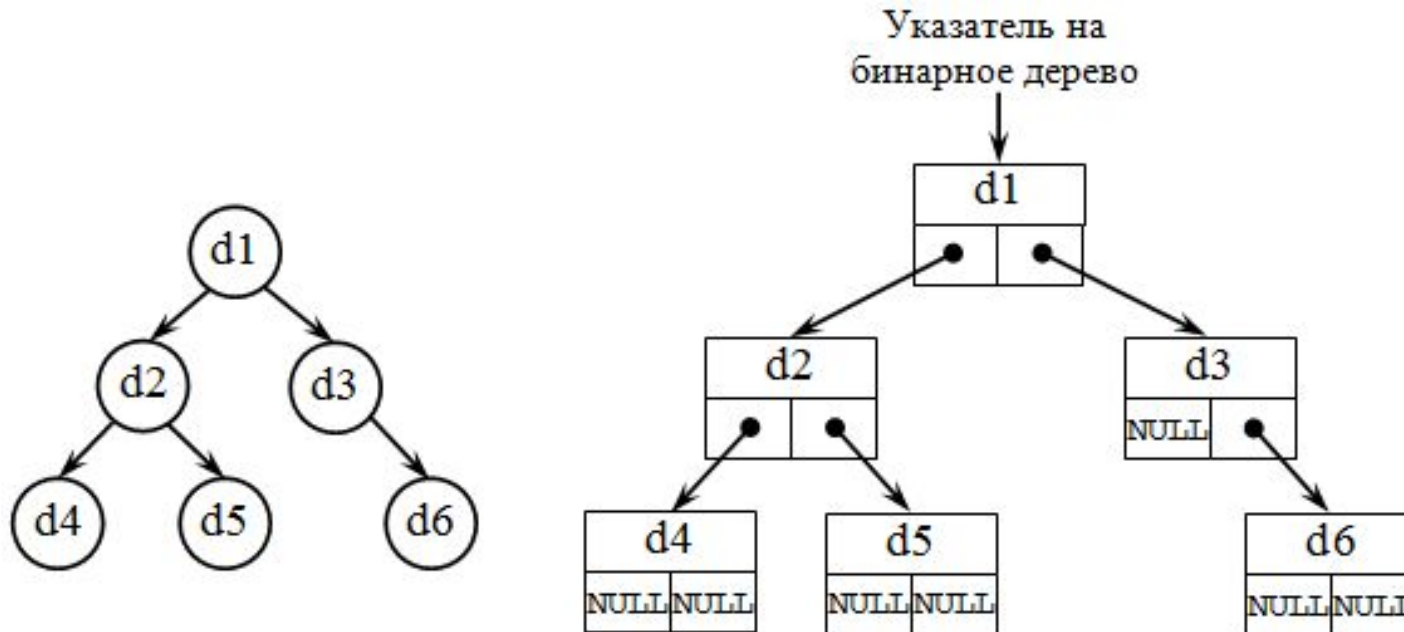 d1
d2
d3
d4
d5
d6
Указатель на
бинарное дерево
d1
d2
d3
NULL
d4
d5
d6
NULL NULL
NULL NULL
NULL NULL